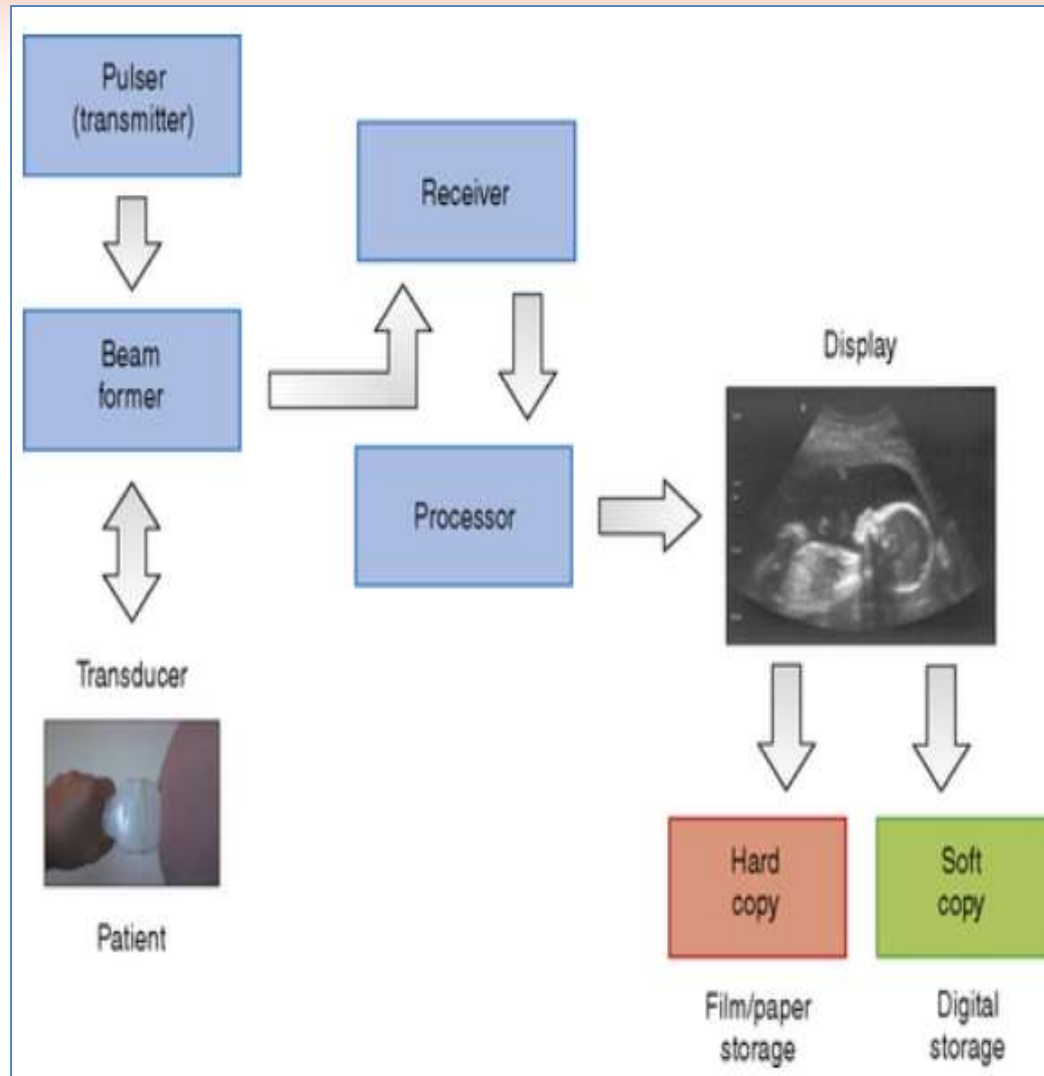 Pulser
(transmitter)
Receiver
Beam
former
Processor
Display
Transducer
Patient
Hard
copy
Soft
copy
Film/paper
storage
Digital
storage